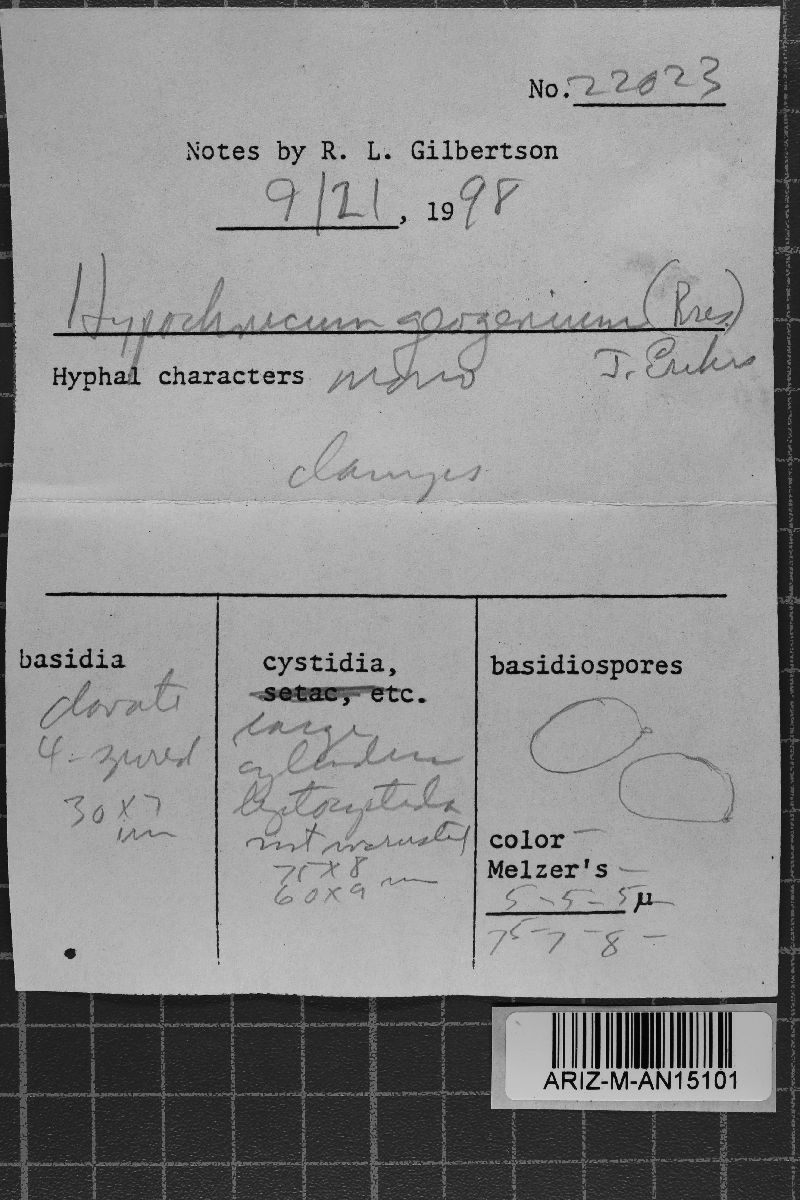 No. 22023
Notes by R. L. Gilbertson
9/21, 1998
Hypochnicium geogenium (Bres.)
J. Erikss
Hyphal characters mono
clamps
basidia
clavate
4-spored
30 x 7
µm
cystidia,
setac, etc.
large
cylindric
leptocystidia
not incrusted
75 x 8
60 x 9 µm
basidiospores
color –
Melzer's –
5 - 5 - 5 µ –
7 5 - 7 - 8 –
ARIZ-M-AN15101